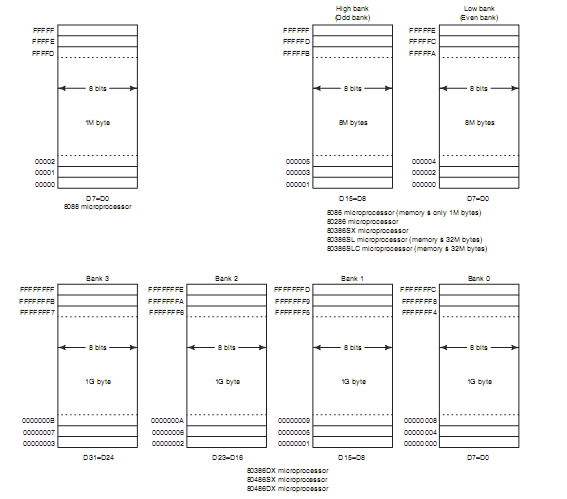 High bank
(Odd bank)
Low bank
(Even bank)
FFFFF
FFFFE
FFFFD
FFFFFF
FFFFFD
FFFFFB
FFFFFE
FFFFFC
FFFFFA
8 bits
8 bits
8 bits
1M byte
8M bytes
8M bytes
00002
00001
00000
000005
000003
000001
000004
000002
000000
D7–D0
8088 microprocessor
D15–D8
D7–D0
8086 microprocessor (memory is only 1M bytes)
80286 microprocessor
80386SX microprocessor
80386SL microprocessor (memory is 32M bytes)
80386SLC microprocessor (memory is 32M bytes)
Bank 3
Bank 2
Bank 1
Bank 0
FFFFFFFF
FFFFFFFB
FFFFFFF7
FFFFFFFE
FFFFFFFA
FFFFFFF6
FFFFFFFD
FFFFFFF9
FFFFFFF5
FFFFFFFC
FFFFFFF8
FFFFFFF4
8 bits
8 bits
8 bits
8 bits
1G byte
1G byte
1G byte
1G byte
0000000B
00000007
00000003
0000000A
00000006
00000002
00000009
00000005
00000001
00000008
00000004
00000000
D31–D24
D23–D16
D15–D8
D7–D0
80386DX microprocessor
80486SX microprocessor
80486DX microprocessor